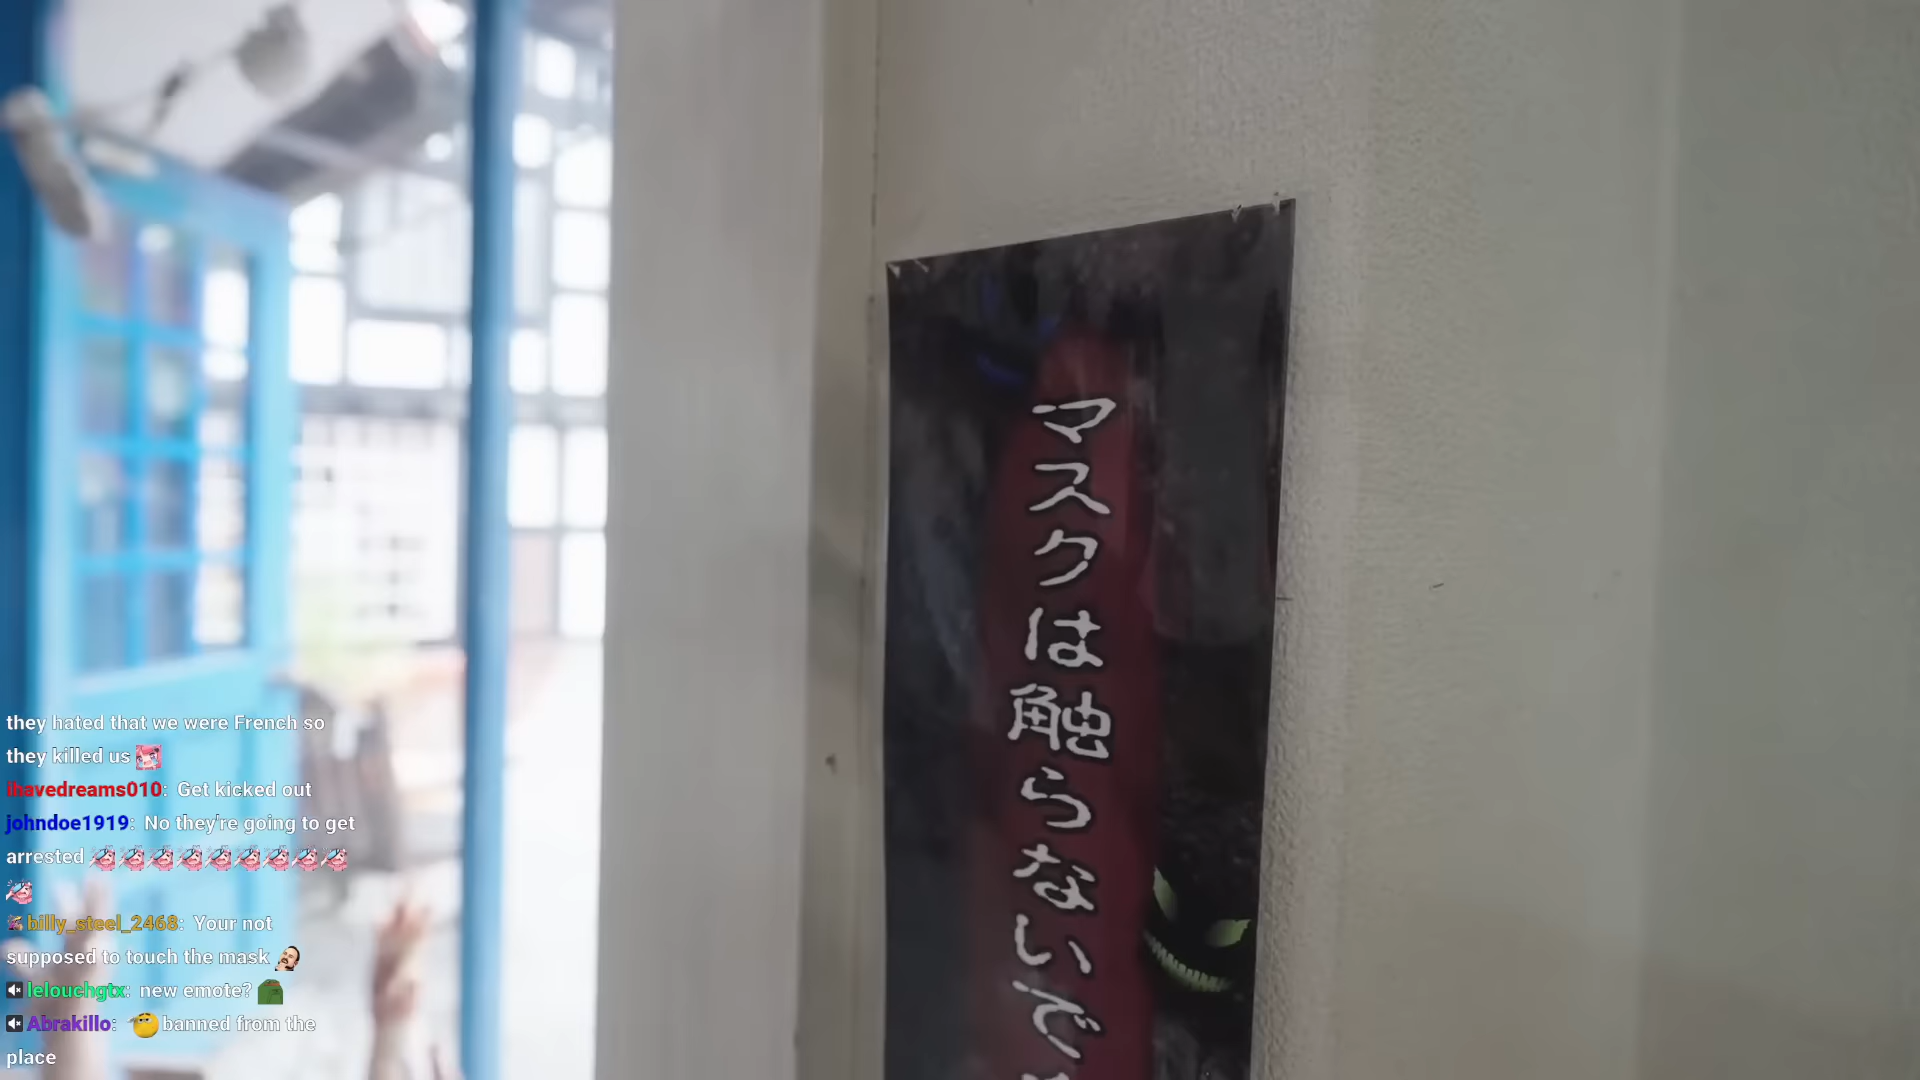 マスクは触らないで
they hated that we were French so
they killed us
ihavedreams010: Get kicked out
johndoe1919: No they're going to get
arrested
billy_steel_2468: Your not
supposed to touch the mask
lelouchgtx: new emote?
Abrakillo: banned from the
place